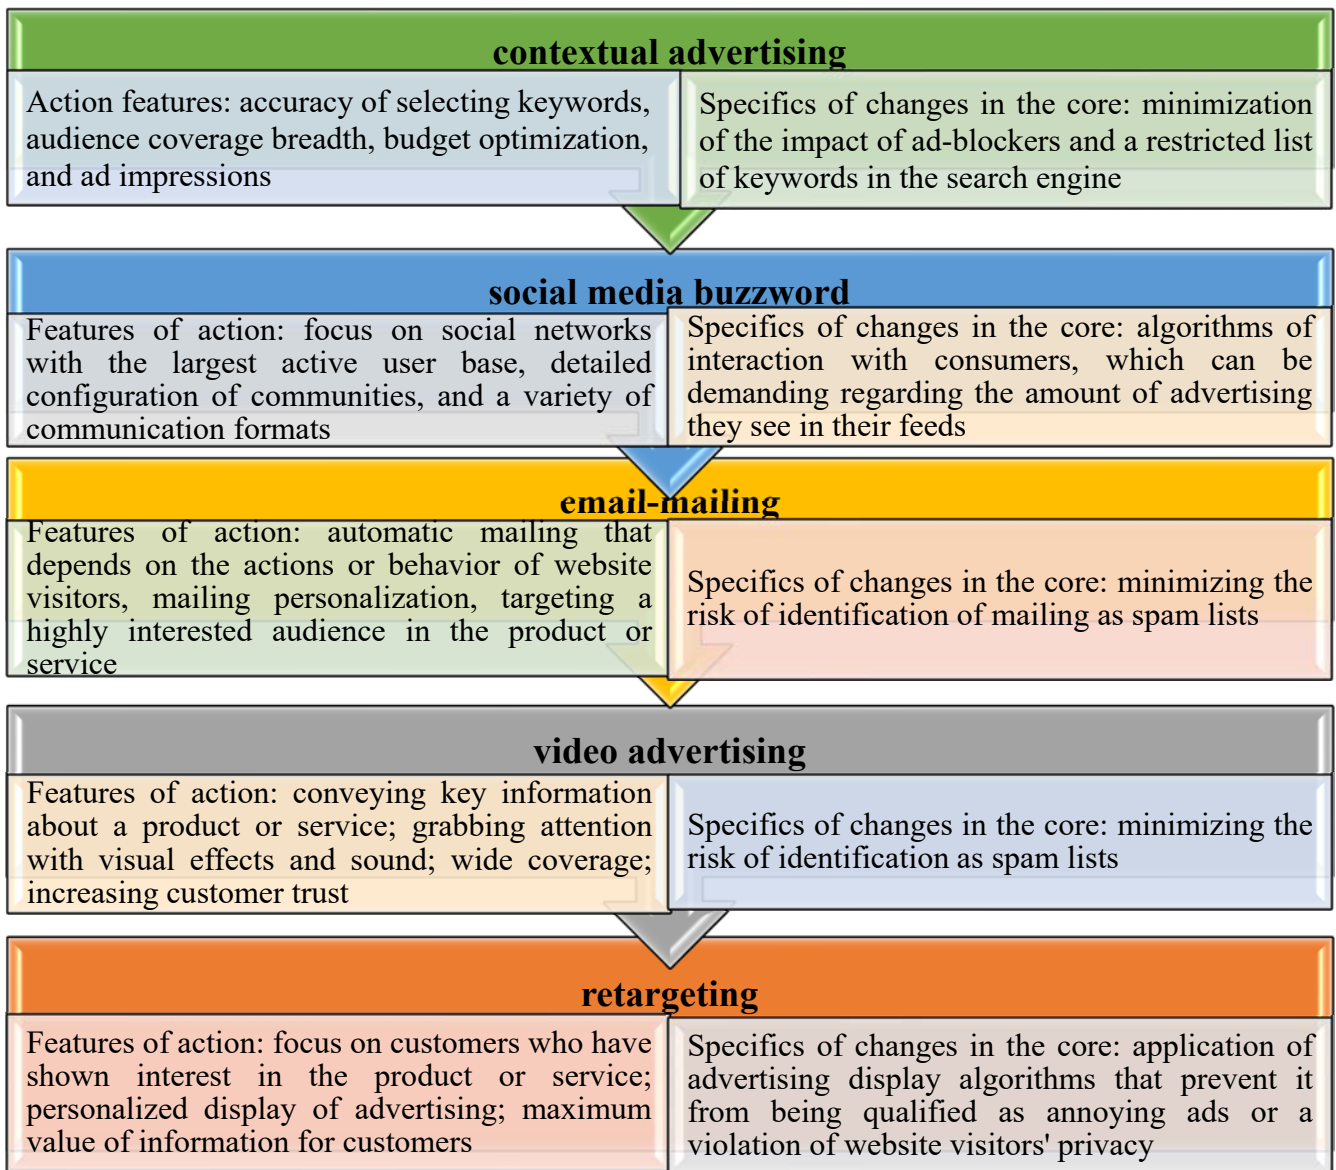 contextual advertising
Action features: accuracy of selecting keywords,
audience coverage breadth, budget optimization,
and ad impressions
Specifics of changes in the core: minimization
of the impact of ad-blockers and a restricted list
of keywords in the search engine
social media buzzword
Features of action: focus on social networks
with the largest active user base, detailed
configuration of communities, and a variety of
communication formats
Specifics of changes in the core: algorithms of
interaction with consumers, which can be
demanding regarding the amount of advertising
they see in their feeds
email-mailing
Features of action: automatic mailing that
depends on the actions or behavior of website
visitors, mailing personalization, targeting a
highly interested audience in the product or
service
Specifics of changes in the core: minimizing the
risk of identification of mailing as spam lists
video advertising
Features of action: conveying key information
about a product or service; grabbing attention
with visual effects and sound; wide coverage;
increasing customer trust
Specifics of changes in the core: minimizing the
risk of identification as spam lists
retargeting
Features of action: focus on customers who have
shown interest in the product or service;
personalized display of advertising; maximum
value of information for customers
Specifics of changes in the core: application of
advertising display algorithms that prevent it
from being qualified as annoying ads or a
violation of website visitors' privacy